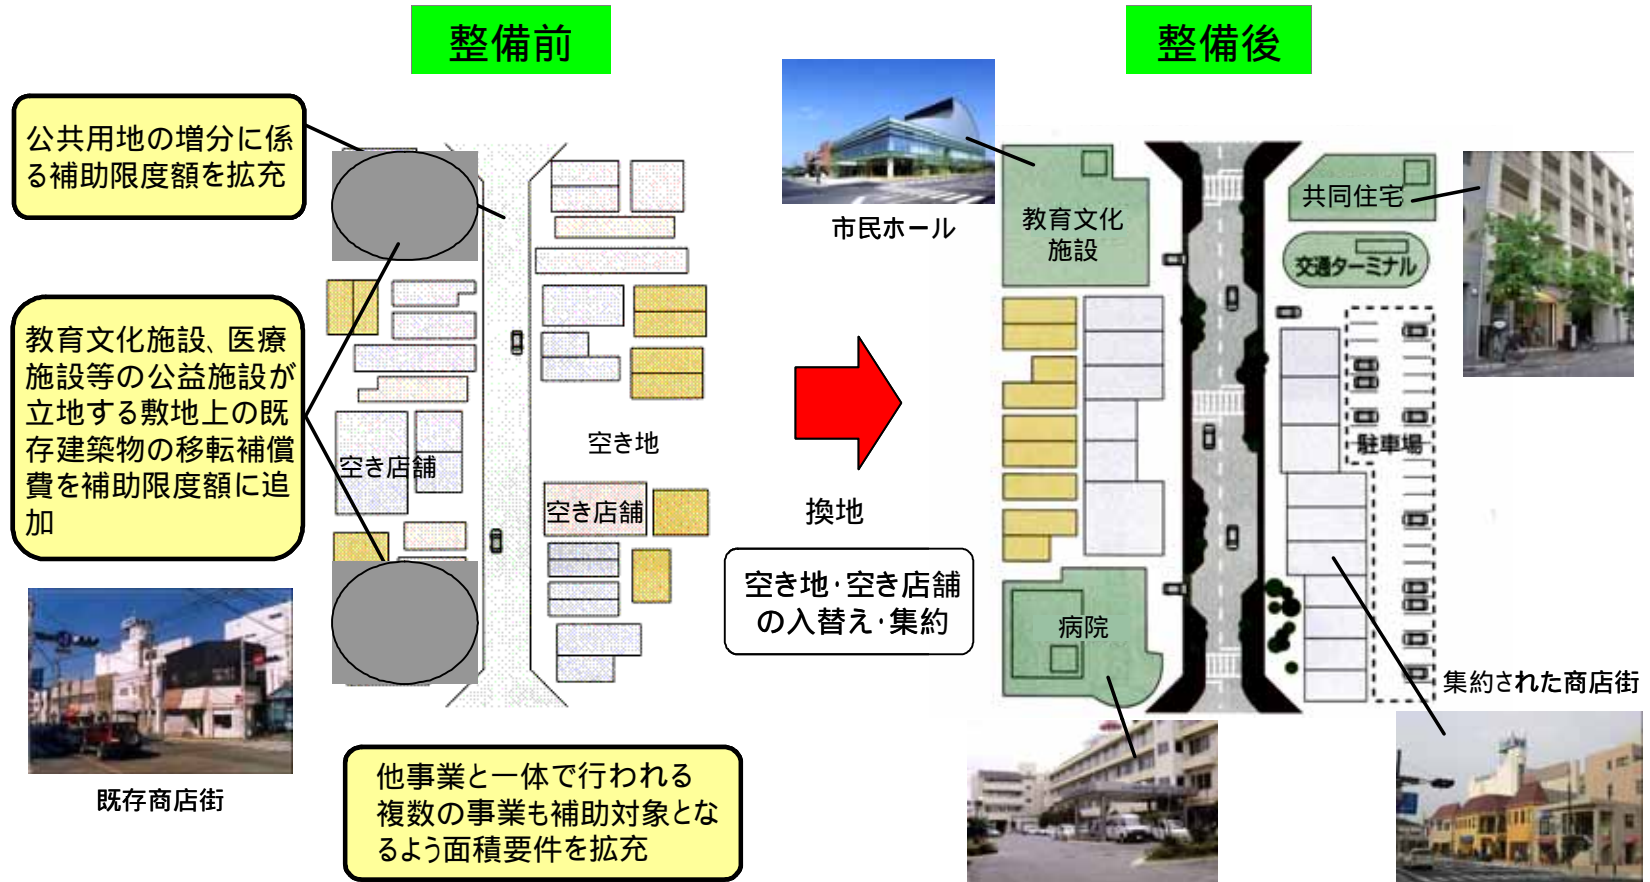 整備前
整備後
公共用地の増分に係
る補助限度額を拡充
教育文化施設、医療
施設等の公益施設が
立地する敷地上の既
存建築物の移転補償
費を補助限度額に追
加
既存商店街
空き店舗
空き地
空き店舗
他事業と一体で行われる
複数の事業も補助対象とな
るよう面積要件を拡充
換地
空き地・空き店舗
の入替え・集約
市民ホール
教育文化
施設
共同住宅
交通ターミナル
駐車場
病院
集約された商店街